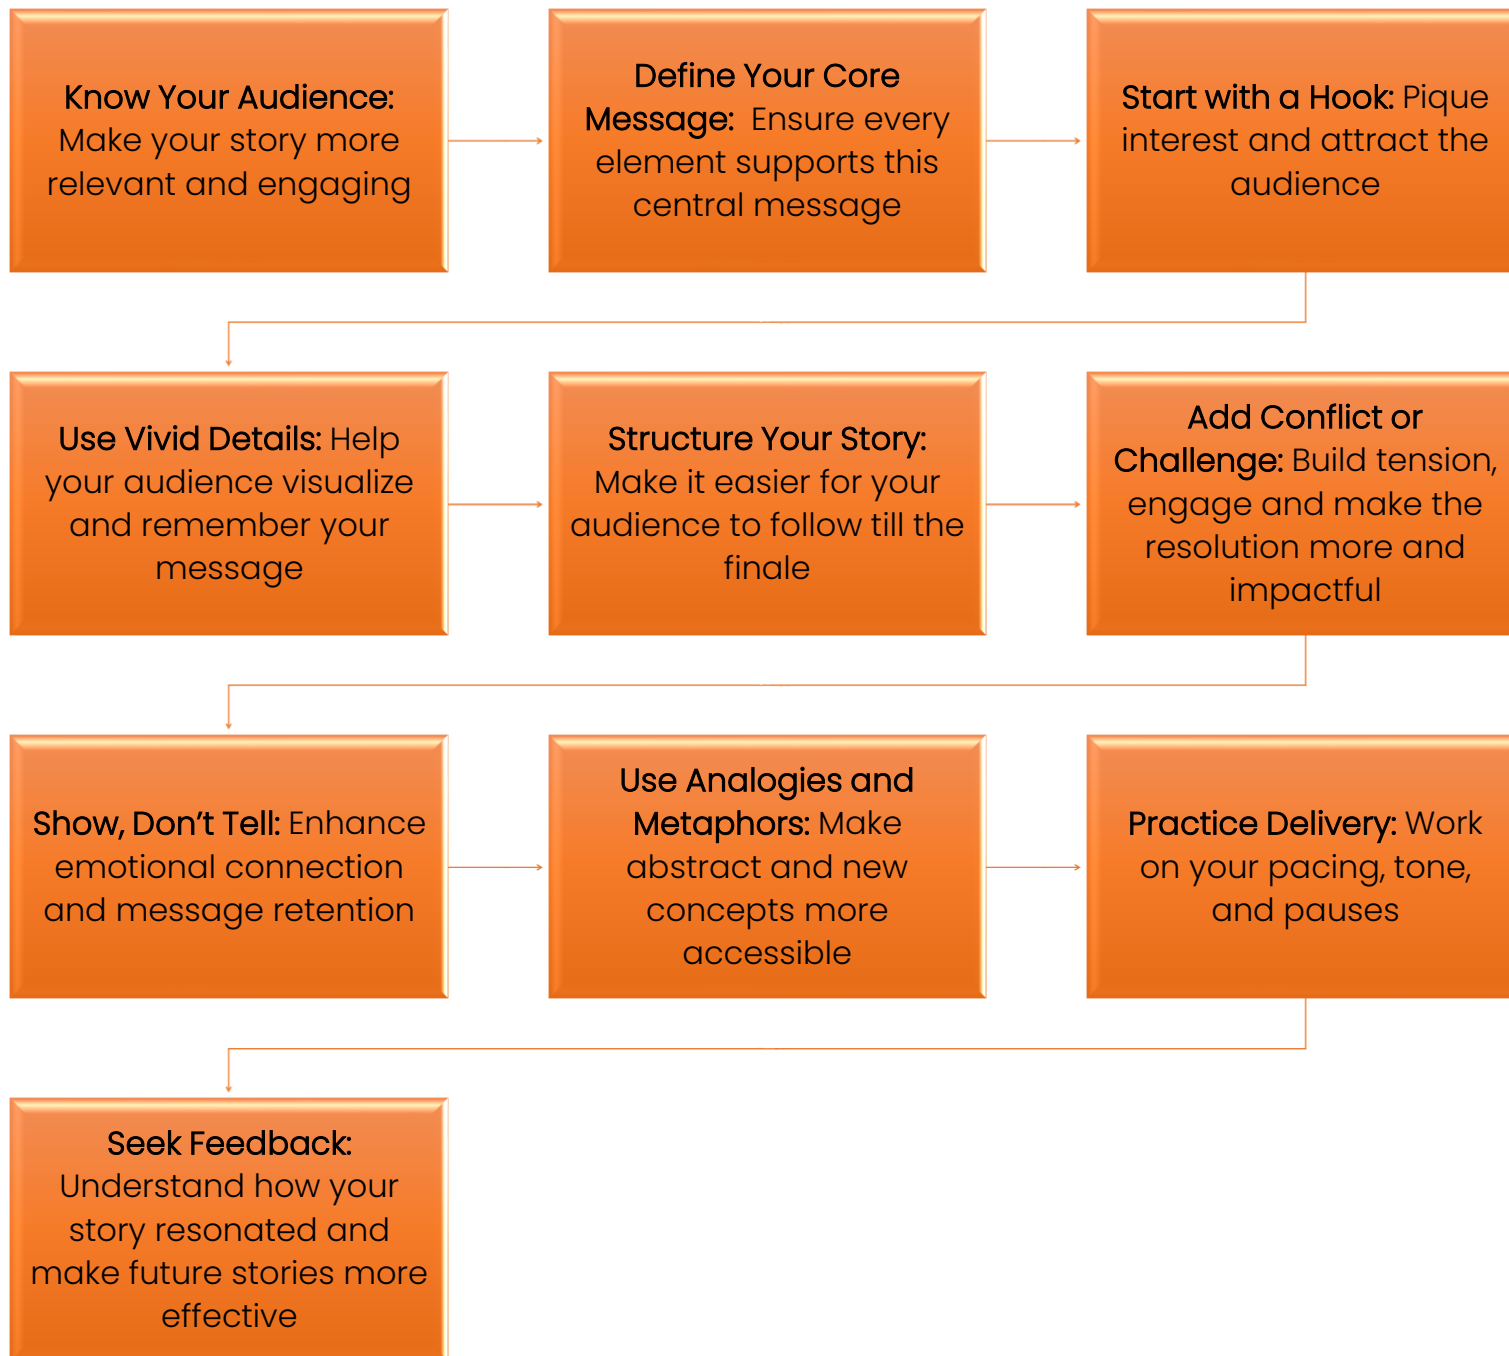 Know Your Audience:
Make your story more
relevant and engaging
Define Your Core
Message: Ensure every
element supports this
central message
Start with a Hook: Pique
interest and attract the
audience
Use Vivid Details: Help
your audience visualize
and remember your
message
Structure Your Story:
Make it easier for your
audience to follow till the
finale
Add Conflict or
Challenge: Build tension,
engage and make the
resolution more and
impactful
Show, Don’t Tell: Enhance
emotional connection
and message retention
Use Analogies and
Metaphors: Make
abstract and new
concepts more
accessible
Practice Delivery: Work
on your pacing, tone,
and pauses
Seek Feedback:
Understand how your
story resonated and
make future stories more
effective